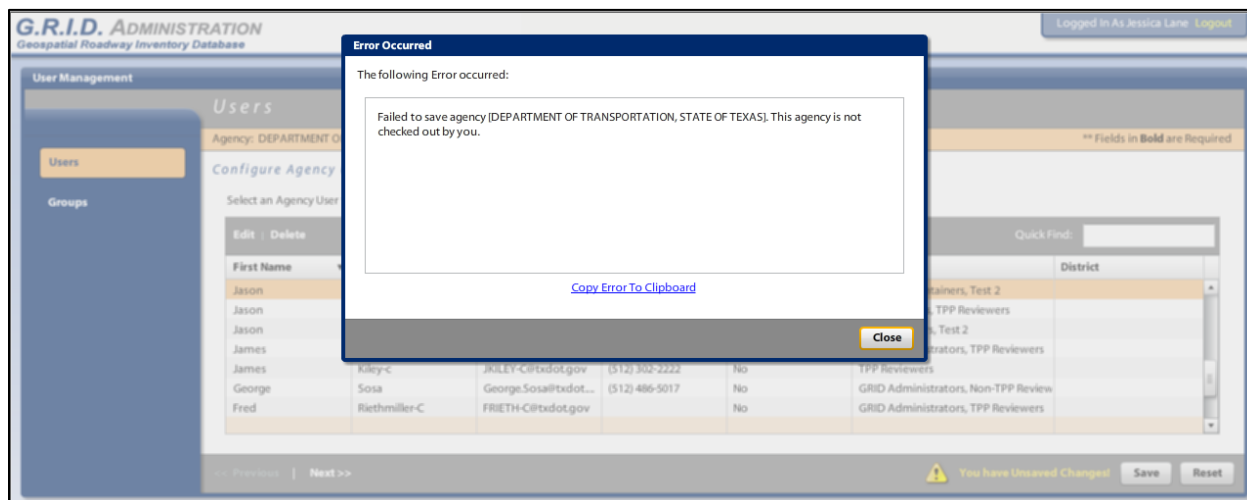 G.R.I.D. ADMINISTRATION
Geospatial Roadway Inventory Database
Logged In As Jessica Lane Logout
Error Occurred
The following Error occurred:
Failed to save agency [DEPARTMENT OF TRANSPORTATION, STATE OF TEXAS]. This agency is not
checked out by you.
Copy Error To Clipboard
Close
User Management
Users
Groups
Users
Agency: DEPARTMENT
** Fields in Bold are Required
Configure Agency
Select an Agency User
Edit | Delete
Quick Find:
First Name District
Jason Test 2
Jason TPP Reviewers
Jason Test 2
James TPP Reviewers
James Kiley-c JKILEY-C@txdot.gov (512) 302-2222 No TPP Reviewers
George Sosa George.Sosa@txdot... (512) 486-5017 No GRID Administrators, Non-TPP Review
Fred Riethmiller-C FRIETH-C@txdot.gov No GRID Administrators, TPP Reviewers
<< Previous | Next >>
You have Unsaved Changes! Save Reset